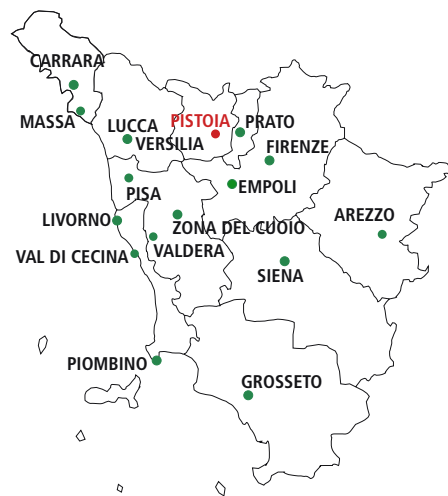 CARRARA
MASSA
LUCCA
VERSILIA
PISTOIA
PRATO
FIRENZE
PISA
EMPOLI
LIVORNO
ZONA DEL CUOIO
AREZZO
VAL DI CECINA
VALDERA
SIENA
PIOMBINO
GROSSETO